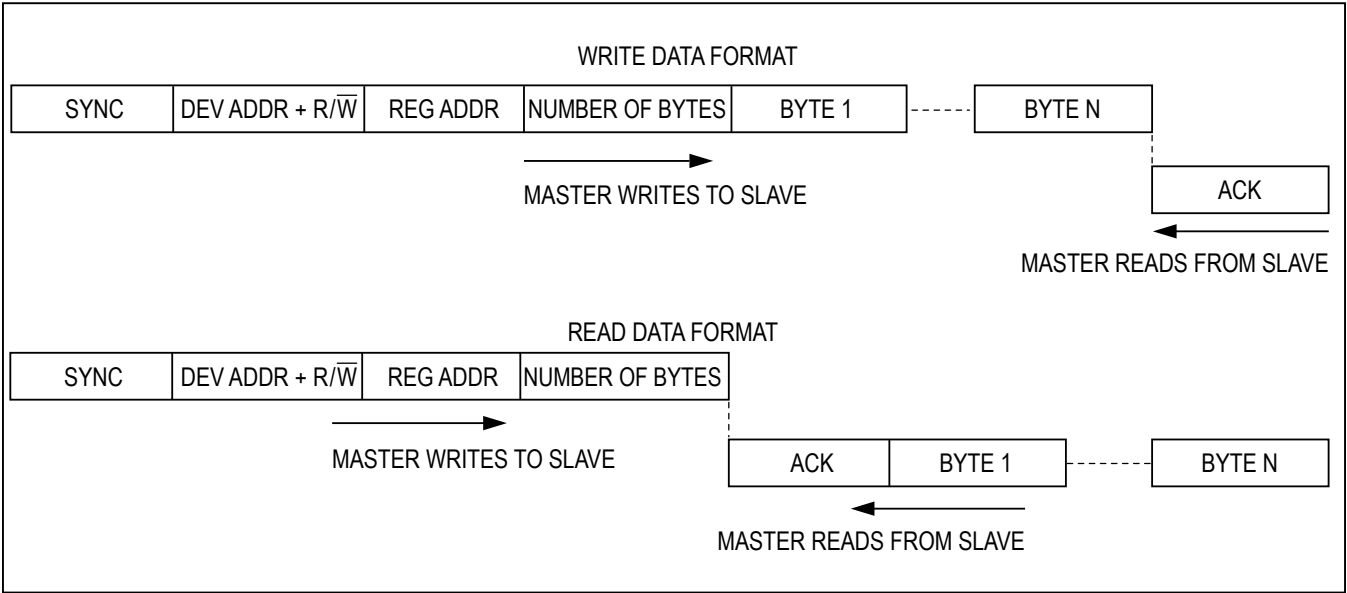 WRITE DATA FORMAT
SYNC DEV ADDR + R/W̅ REG ADDR NUMBER OF BYTES BYTE 1 BYTE N
MASTER WRITES TO SLAVE
ACK
MASTER READS FROM SLAVE
READ DATA FORMAT
SYNC DEV ADDR + R/W̅ REG ADDR NUMBER OF BYTES
MASTER WRITES TO SLAVE
ACK BYTE 1 BYTE N
MASTER READS FROM SLAVE